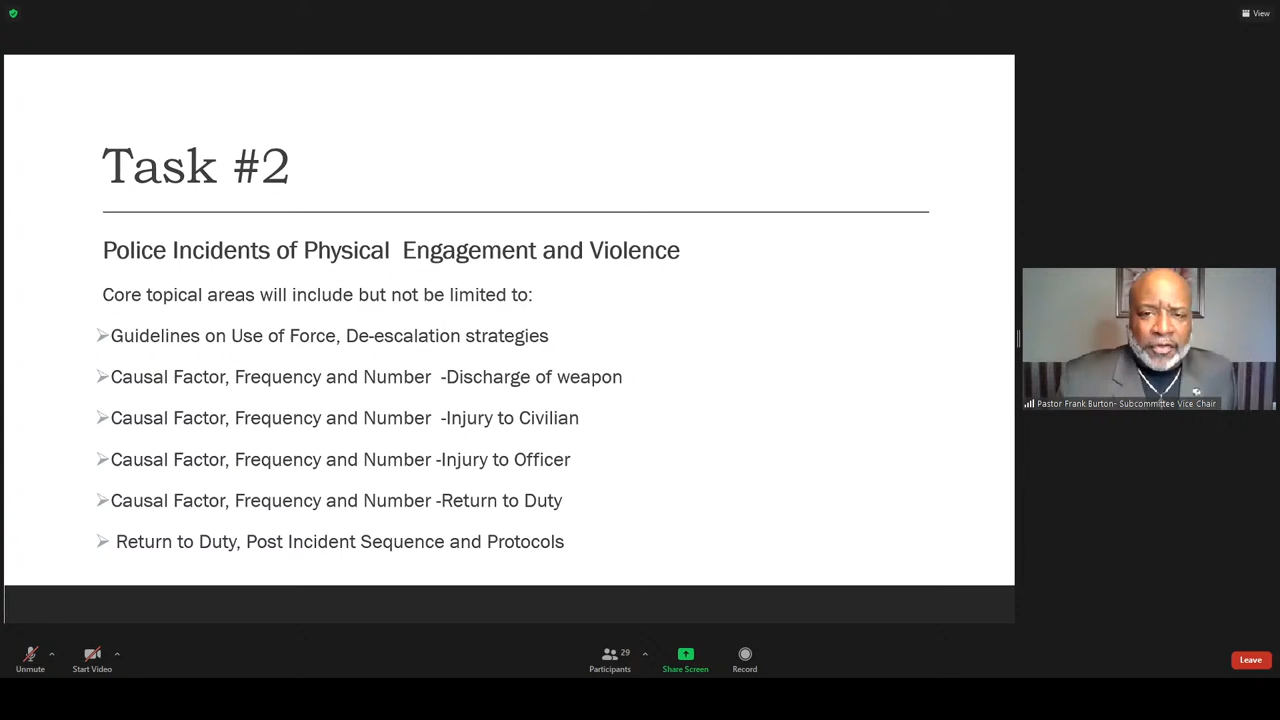 View
Task #2
Police Incidents of Physical  Engagement and Violence
Core topical areas will include but not be limited to:
Guidelines on Use of Force, De-escalation strategies
Causal Factor, Frequency and Number  -Discharge of weapon
Causal Factor, Frequency and Number  -Injury to Civilian
Causal Factor, Frequency and Number -Injury to Officer
Causal Factor, Frequency and Number -Return to Duty
Return to Duty, Post Incident Sequence and Protocols
Pastor Frank Burton- Subcommittee Vice Chair
Unmute
Start Video
29
Participants
Share Screen
Record
Leave